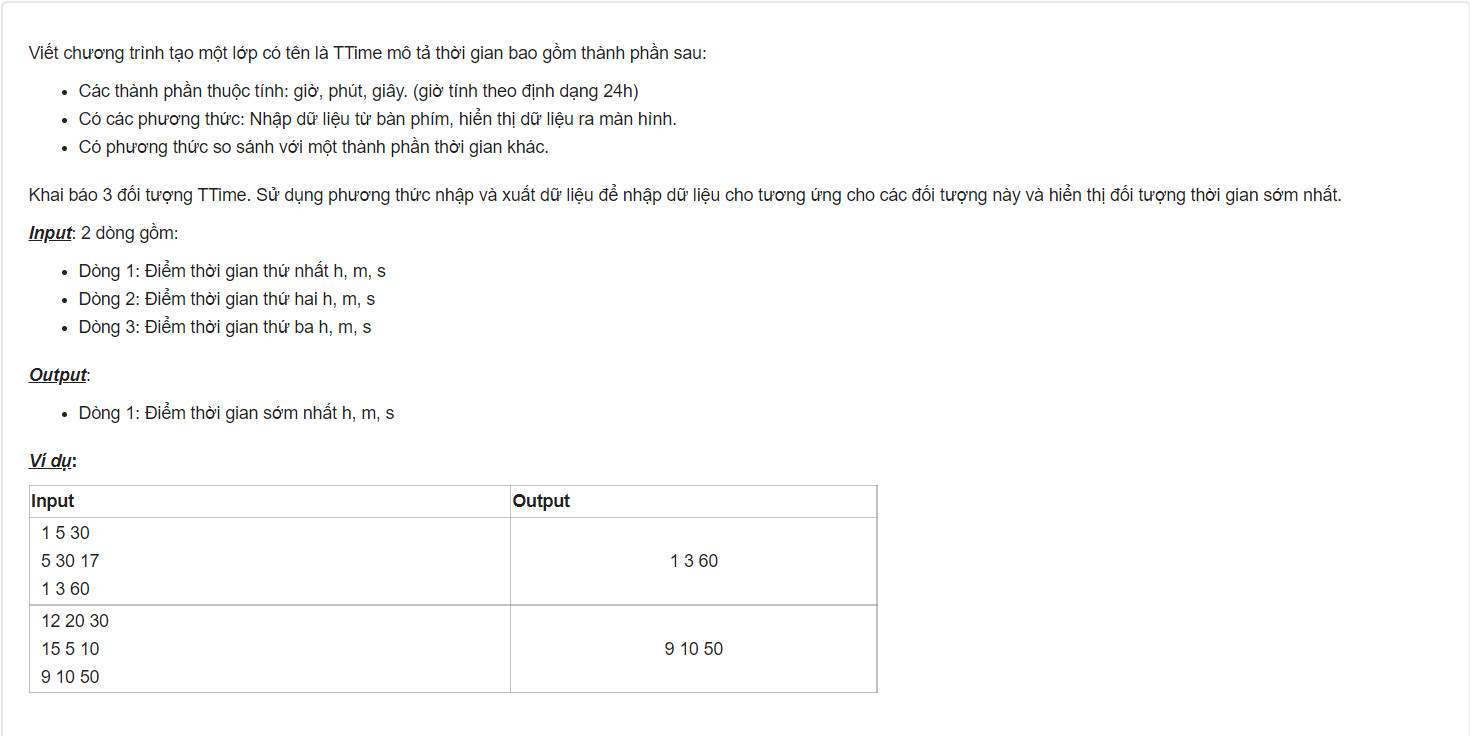 Viết chương trình tạo một lớp có tên là TTime mô tả thời gian bao gồm thành phần sau:
• Các thành phần thuộc tính: giờ, phút, giây. (giờ tính theo định dạng 24h)
• Có các phương thức: Nhập dữ liệu từ bàn phím, hiển thị dữ liệu ra màn hình.
• Có phương thức so sánh với một thành phần thời gian khác.
Khai báo 3 đối tượng TTime. Sử dụng phương thức nhập và xuất dữ liệu để nhập dữ liệu cho tương ứng cho các đối tượng này và hiển thị đối tượng thời gian sớm nhất.
Input: 2 dòng gồm:
• Dòng 1: Điểm thời gian thứ nhất h, m, s
• Dòng 2: Điểm thời gian thứ hai h, m, s
• Dòng 3: Điểm thời gian thứ ba h, m, s
Output:
• Dòng 1: Điểm thời gian sớm nhất h, m, s
Ví dụ:
Input Output
1 5 30
5 30 17 1 3 60
1 3 60
12 20 30
15 5 10 9 10 50
9 10 50